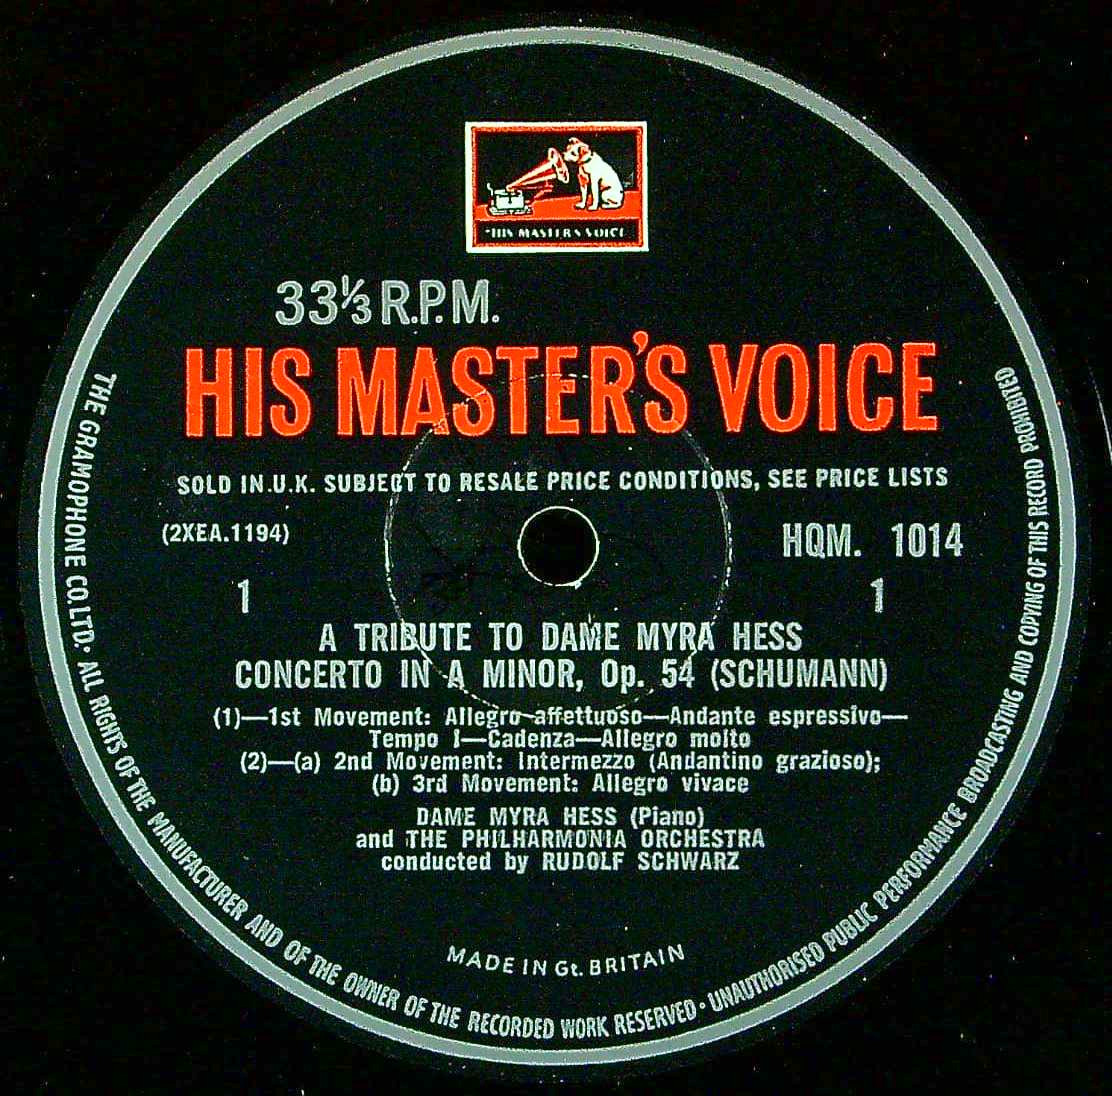 "HIS MASTER'S VOICE"
33⅓ R.P.M.
HIS MASTER'S VOICE
SOLD IN U.K. SUBJECT TO RESALE PRICE CONDITIONS, SEE PRICE LISTS
(2XEA.1194)
HQM. 1014
1
1
A TRIBUTE TO DAME MYRA HESS
CONCERTO IN A MINOR, Op. 54 (SCHUMANN)
(1)—1st Movement: Allegro affettuoso—Andante espressivo—
Tempo I—Cadenza—Allegro molto
(2)—(a) 2nd Movement: Intermezzo (Andantino grazioso);
(b) 3rd Movement: Allegro vivace
DAME MYRA HESS (Piano)
and THE PHILHARMONIA ORCHESTRA
conducted by RUDOLF SCHWARZ
MADE IN Gt. BRITAIN
THE GRAMOPHONE CO. LTD. ALL RIGHTS OF THE MANUFACTURER AND OF THE OWNER OF THE RECORDED WORK RESERVED • UNAUTHORISED PUBLIC PERFORMANCE BROADCASTING AND COPYING OF THIS RECORD PROHIBITED